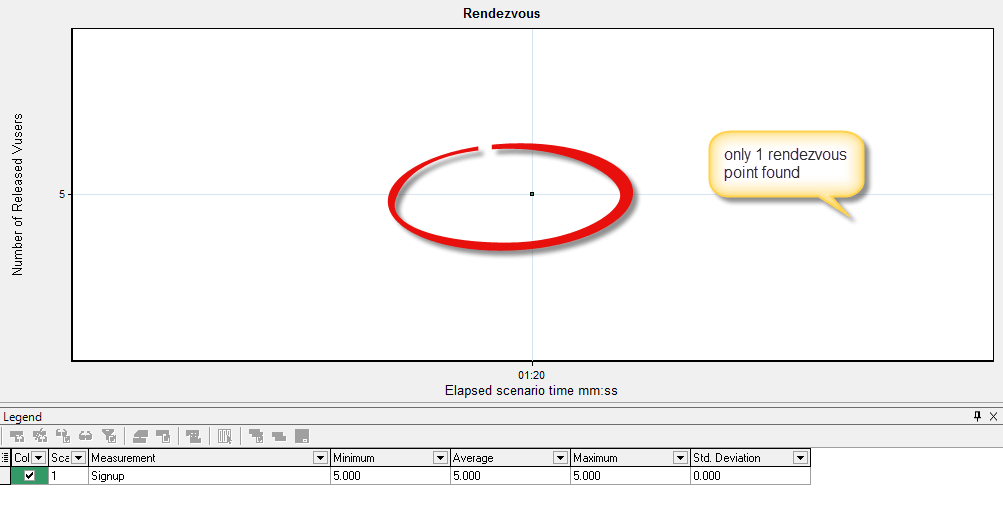 Rendezvous
Number of Released Vusers
5
only 1 rendezvous
point found
01:20
Elapsed scenario time mm:ss
Legend
Col Sca Measurement Minimum Average Maximum Std. Deviation
1 Signup 5.000 5.000 5.000 0.000